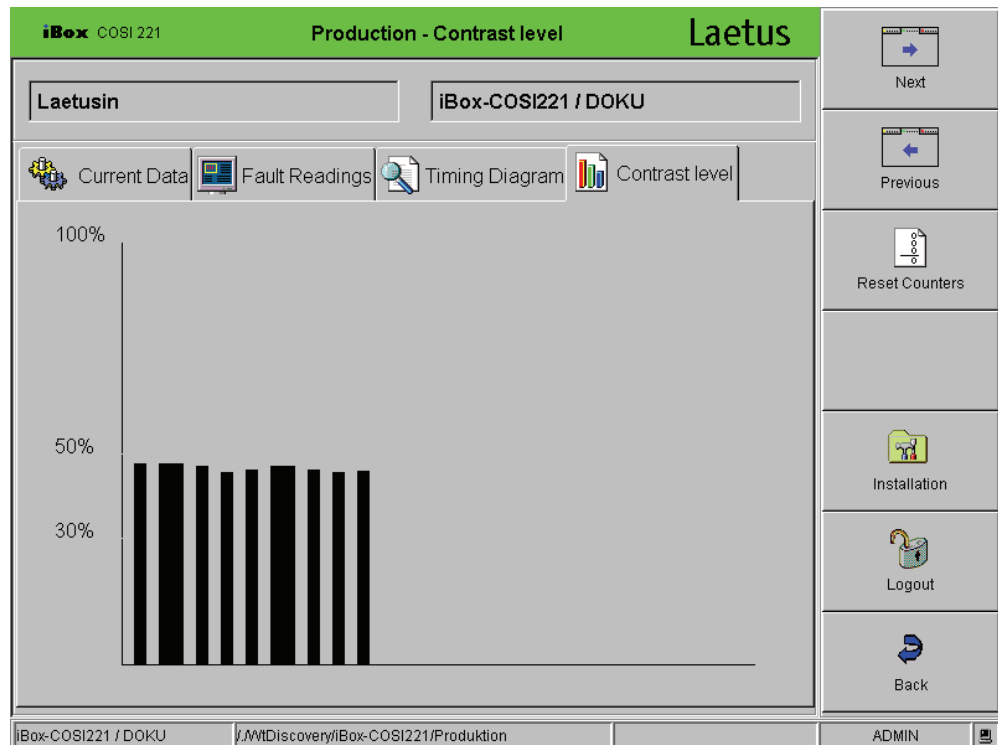 iBox COSI 221
Production - Contrast level
Laetus
Laetusin
iBox-COSI221 / DOKU
Current Data
Fault Readings
Timing Diagram
Contrast level
100%
50%
30%
Next
Previous
Reset Counters
Installation
Logout
Back
iBox-COSI221 / DOKU
/./WtDiscovery/iBox-COSI221/Produktion
ADMIN